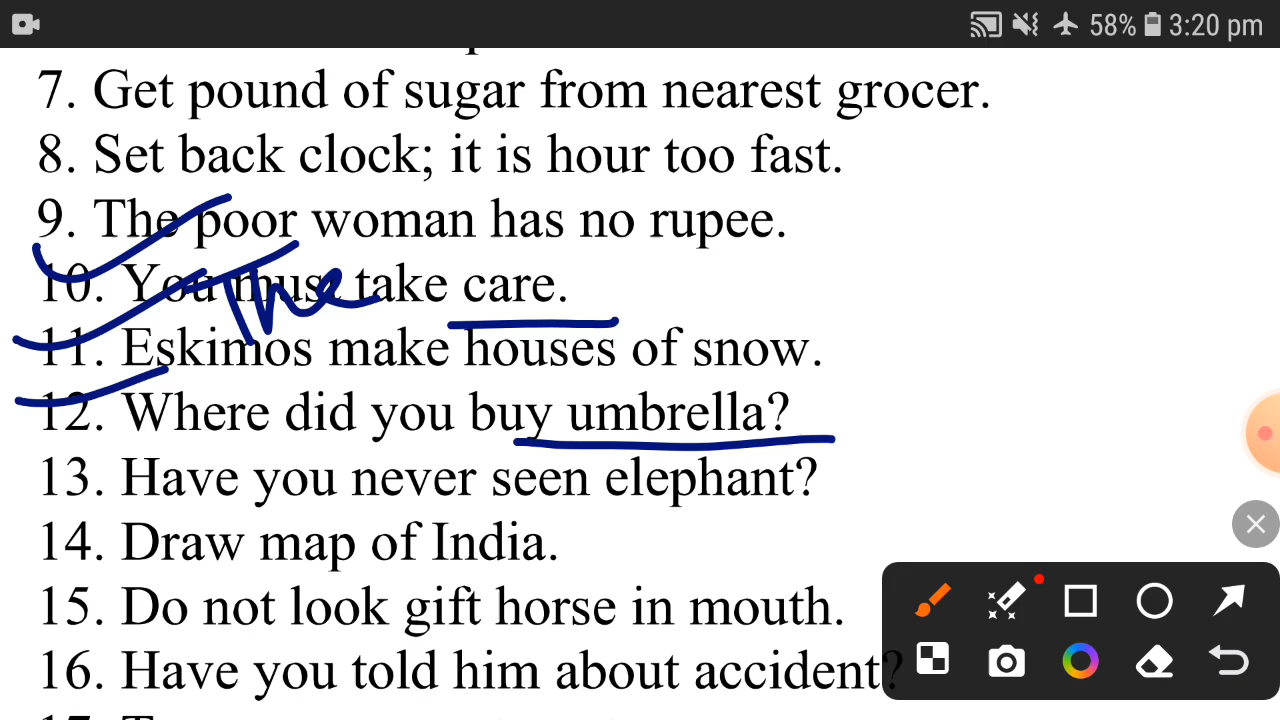 58% 3:20 pm
7. Get pound of sugar from nearest grocer.
8. Set back clock; it is hour too fast.
9. The poor woman has no rupee.
10. You must take care.
The
11. Eskimos make houses of snow.
12. Where did you buy umbrella?
13. Have you never seen elephant?
14. Draw map of India.
15. Do not look gift horse in mouth.
16. Have you told him about accident?